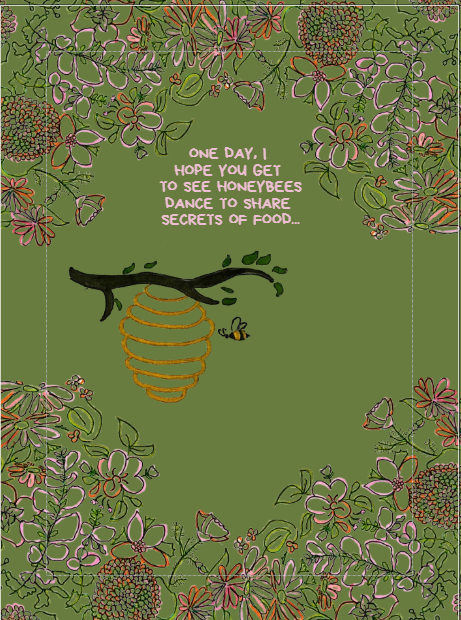 ONE DAY, I
HOPE YOU GET
TO SEE HONEYBEES
DANCE TO SHARE
SECRETS OF FOOD...